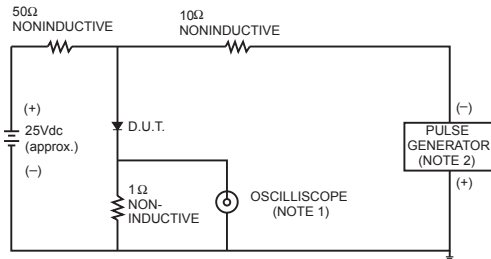 50Ω
NONINDUCTIVE
10Ω
NONINDUCTIVE
(+)
25Vdc
(approx.)
(–)
D.U.T.
1Ω
NON-
INDUCTIVE
OSCILLISCOPE
(NOTE 1)
(–)
PULSE
GENERATOR
(NOTE 2)
(+)